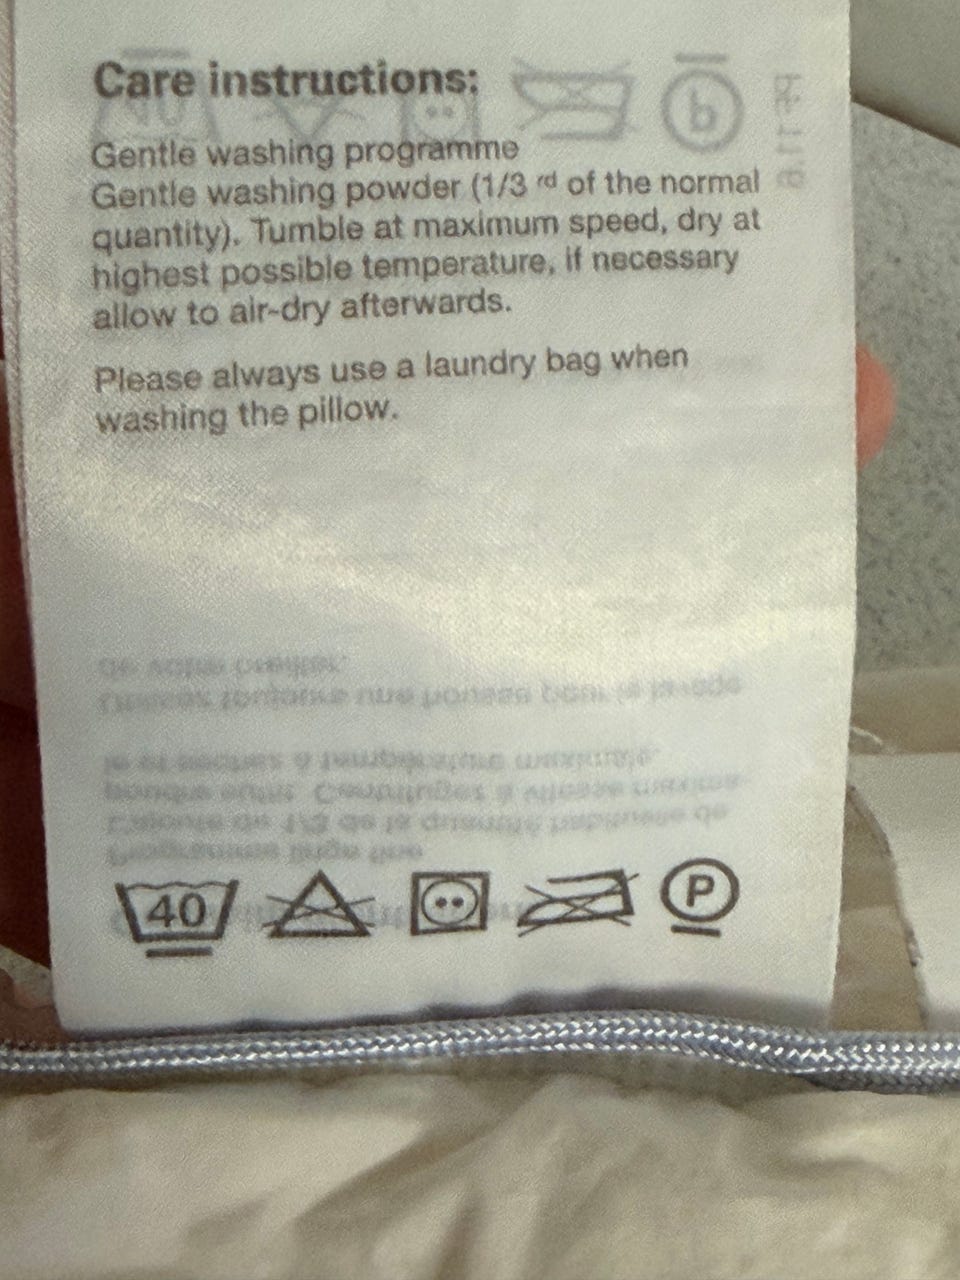 Care instructions:
Gentle washing programme
Gentle washing powder (1/3 rd of the normal
quantity). Tumble at maximum speed, dry at
highest possible temperature, if necessary
allow to air-dry afterwards.
Please always use a laundry bag when
washing the pillow.
40 P